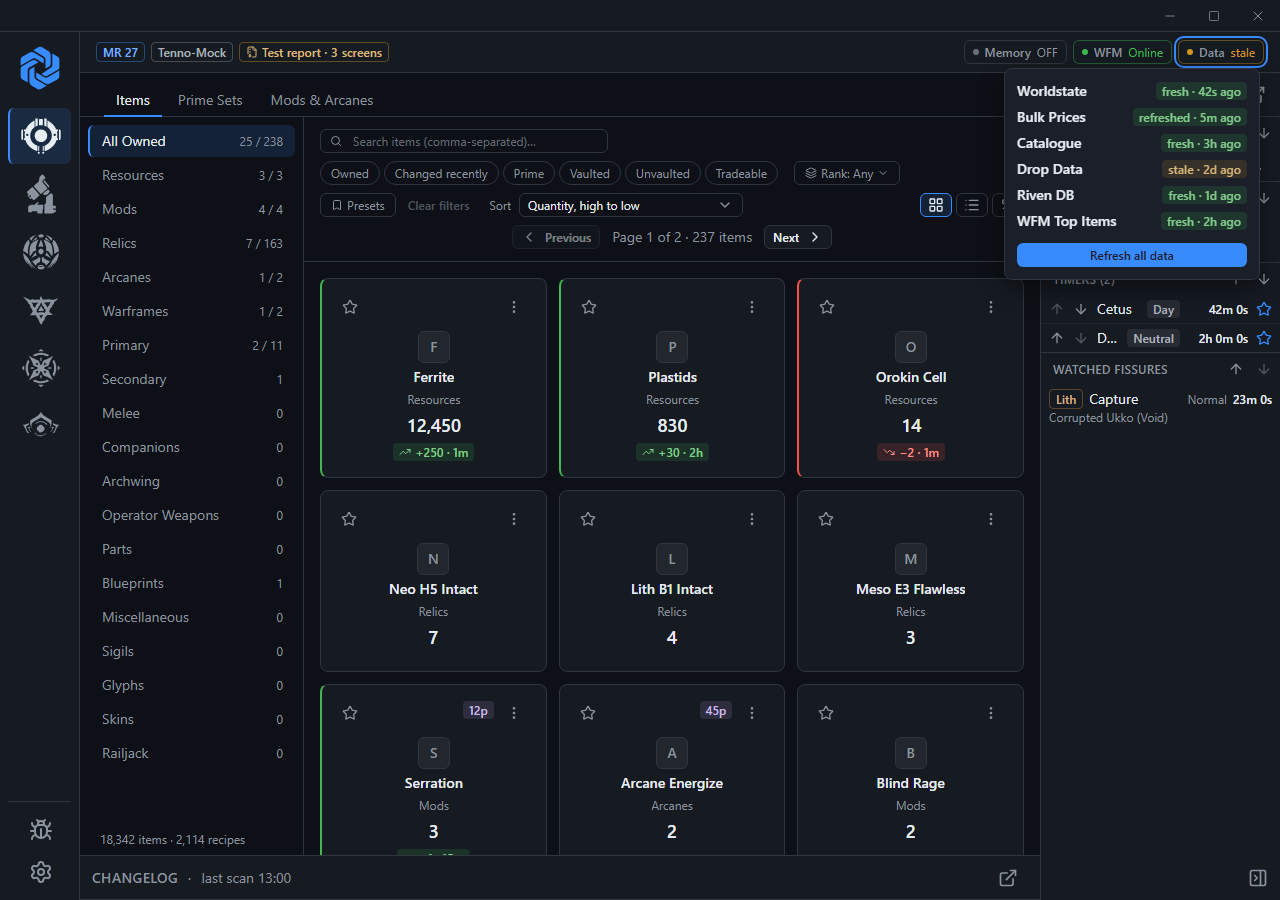 MR 27
Tenno-Mock
Test report · 3 screens
Memory OFF
WFM Online
Data stale
Worldstate fresh · 42s ago
Bulk Prices refreshed · 5m ago
Catalogue fresh · 3h ago
Drop Data stale · 2d ago
Riven DB fresh · 1d ago
WFM Top Items fresh · 2h ago
Refresh all data
Items
Prime Sets
Mods & Arcanes
All Owned 25 / 238
Resources 3 / 3
Mods 4 / 4
Relics 7 / 163
Arcanes 1 / 2
Warframes 1 / 2
Primary 2 / 11
Secondary 1
Melee 0
Companions 0
Archwing 0
Operator Weapons 0
Parts 0
Blueprints 1
Miscellaneous 0
Sigils 0
Glyphs 0
Skins 0
Railjack 0
18,342 items · 2,114 recipes
Search items (comma-separated)...
Owned
Changed recently
Prime
Vaulted
Unvaulted
Tradeable
Rank: Any
Presets
Clear filters
Sort
Quantity, high to low
Previous
Page 1 of 2 · 237 items
Next
F
Ferrite
Resources
12,450
+250 · 1m
P
Plastids
Resources
830
+30 · 2h
O
Orokin Cell
Resources
14
−2 · 1m
N
Neo H5 Intact
Relics
7
L
Lith B1 Intact
Relics
4
M
Meso E3 Flawless
Relics
3
12p
S
Serration
Mods
3
45p
A
Arcane Energize
Arcanes
2
B
Blind Rage
Mods
2
TIMERS (2)
Cetus Day 42m 0s
D... Neutral 2h 0m 0s
WATCHED FISSURES
Lith Capture Normal 23m 0s
Corrupted Ukko (Void)
CHANGELOG · last scan 13:00